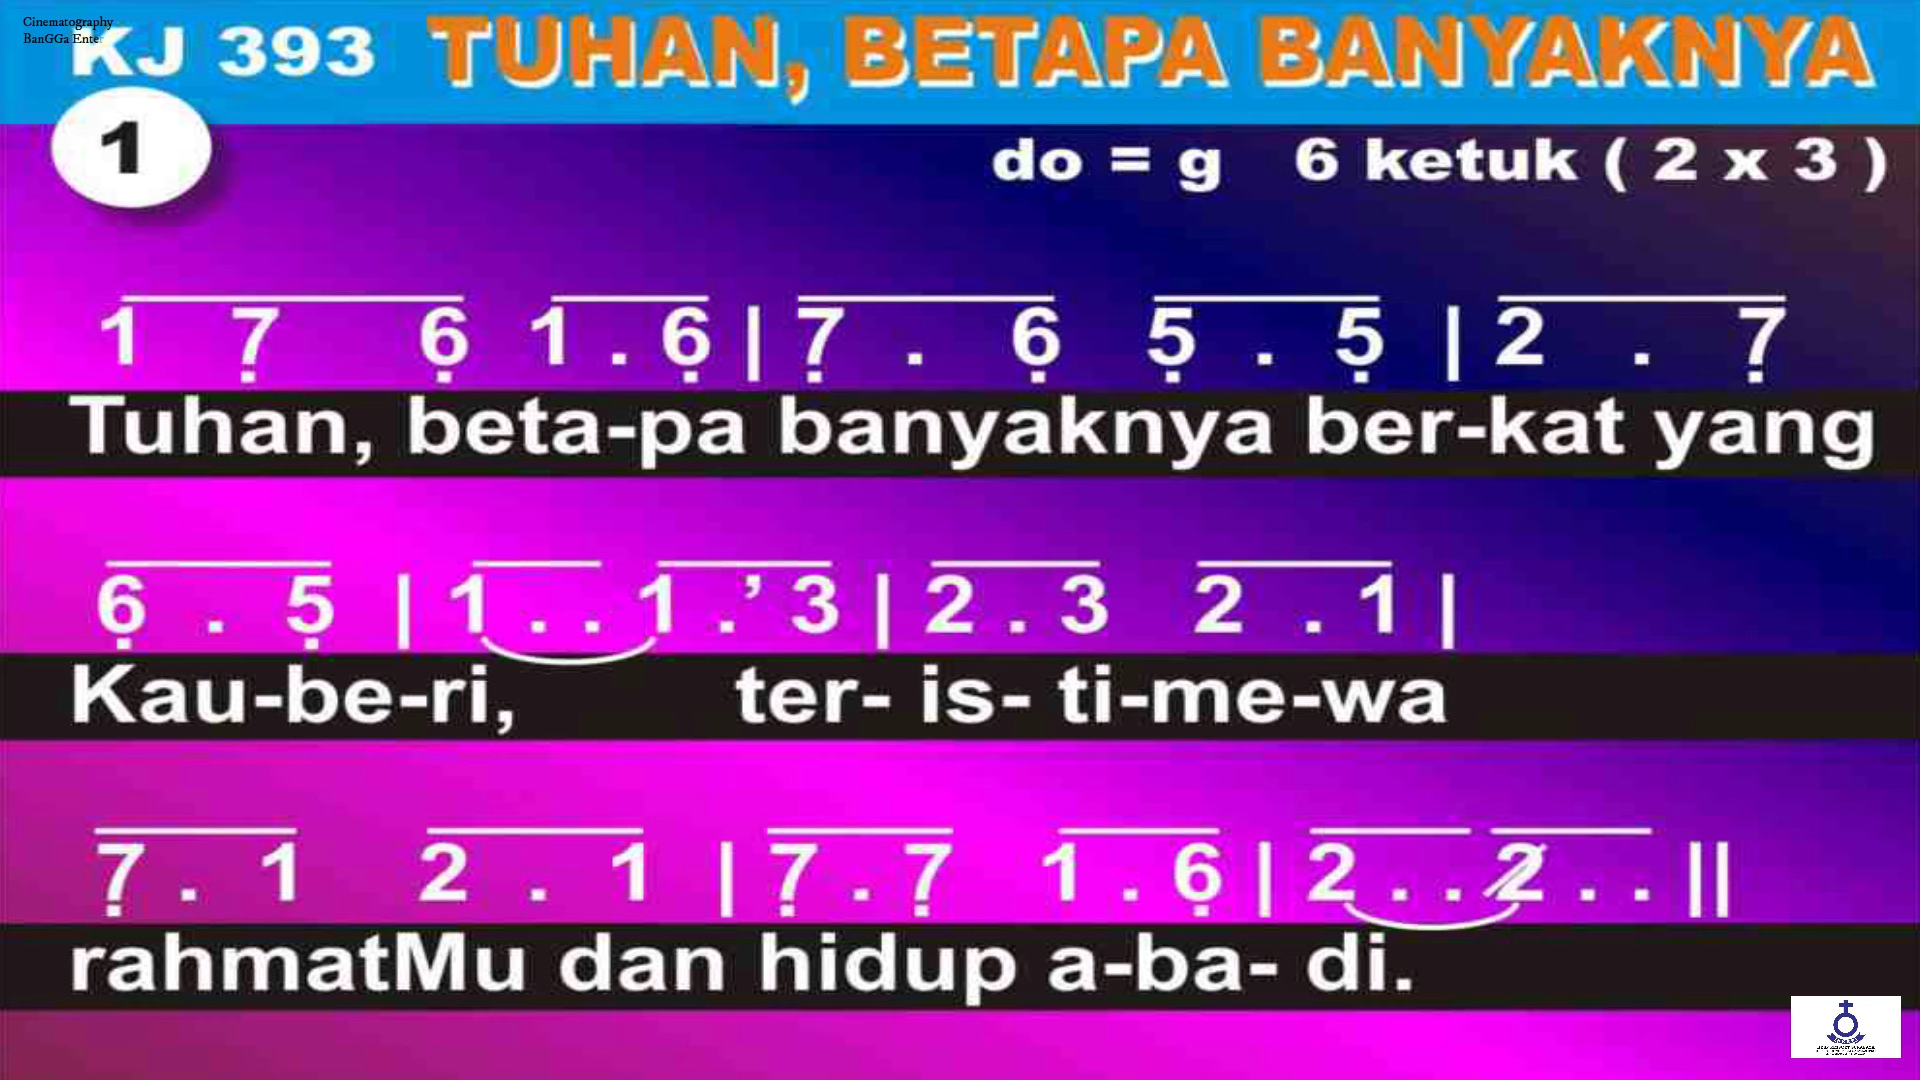 Cinematography
BanGGa Enter
KJ 393 TUHAN, BETAPA BANYAKNYA
1
do = g 6 ketuk ( 2 x 3 )
1 7̣ 6̣ 1 . 6̣ | 7̣ . 6̣ 5̣ . 5̣ | 2 . 7̣
Tuhan, beta-pa banyaknya ber-kat yang
6̣ . 5̣ | 1 . . 1 .’ 3 | 2 . 3 2 . 1 |
Kau-be-ri, ter- is- ti-me-wa
7̣ . 1 2 . 1 | 7̣ . 7̣ 1 . 6̣ | 2 . . 2̸ . . ||
rahmatMu dan hidup a-ba- di.